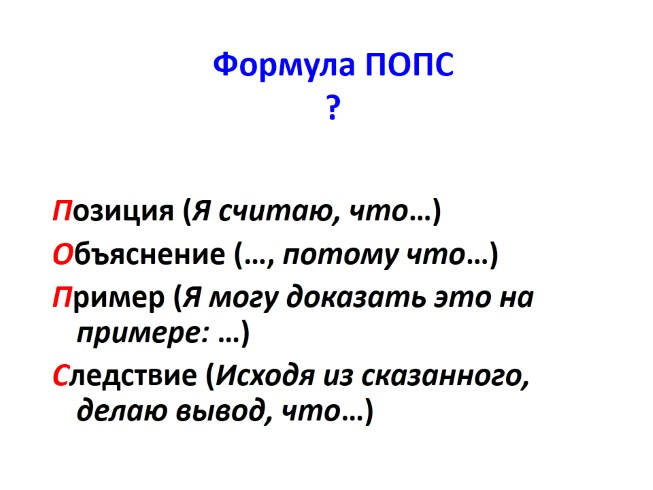 Формула ПОПС
?
Позиция (Я считаю, что…)
Объяснение (…, потому что…)
Пример (Я могу доказать это на
примере: …)
Следствие (Исходя из сказанного,
делаю вывод, что…)